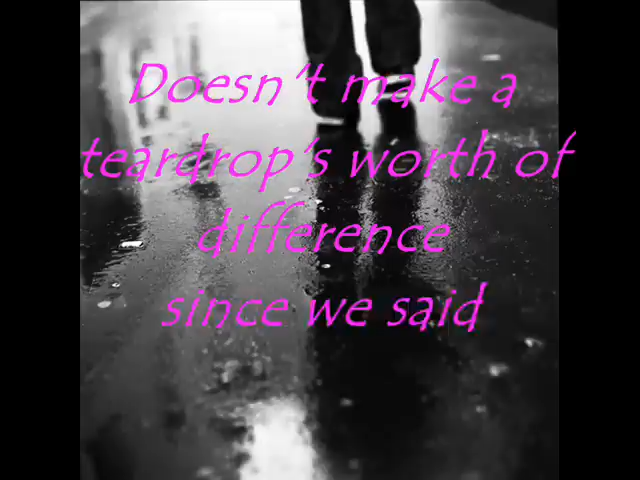 Doesn't make a
teardrop's worth of
difference
since we said